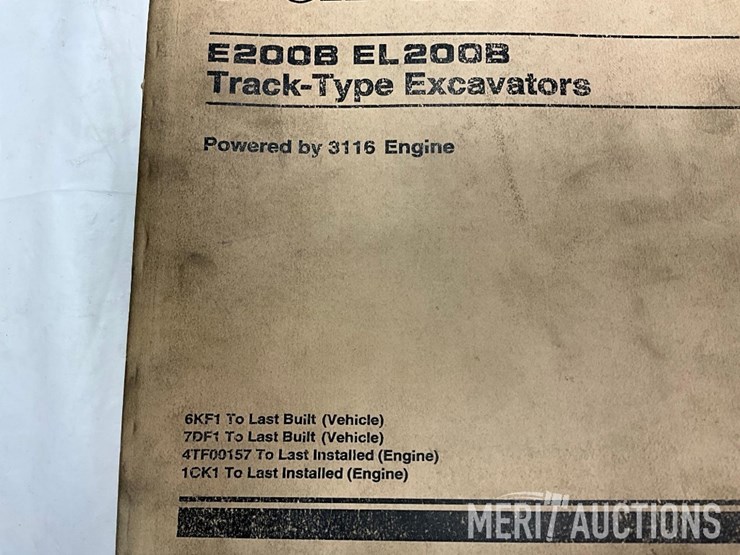 E200B EL200B
Track-Type Excavators
Powered by 3116 Engine
6KF1 To Last Built (Vehicle)
7DF1 To Last Built (Vehicle)
4TF00157 To Last Installed (Engine)
1CK1 To Last Installed (Engine)
MERIT AUCTIONS